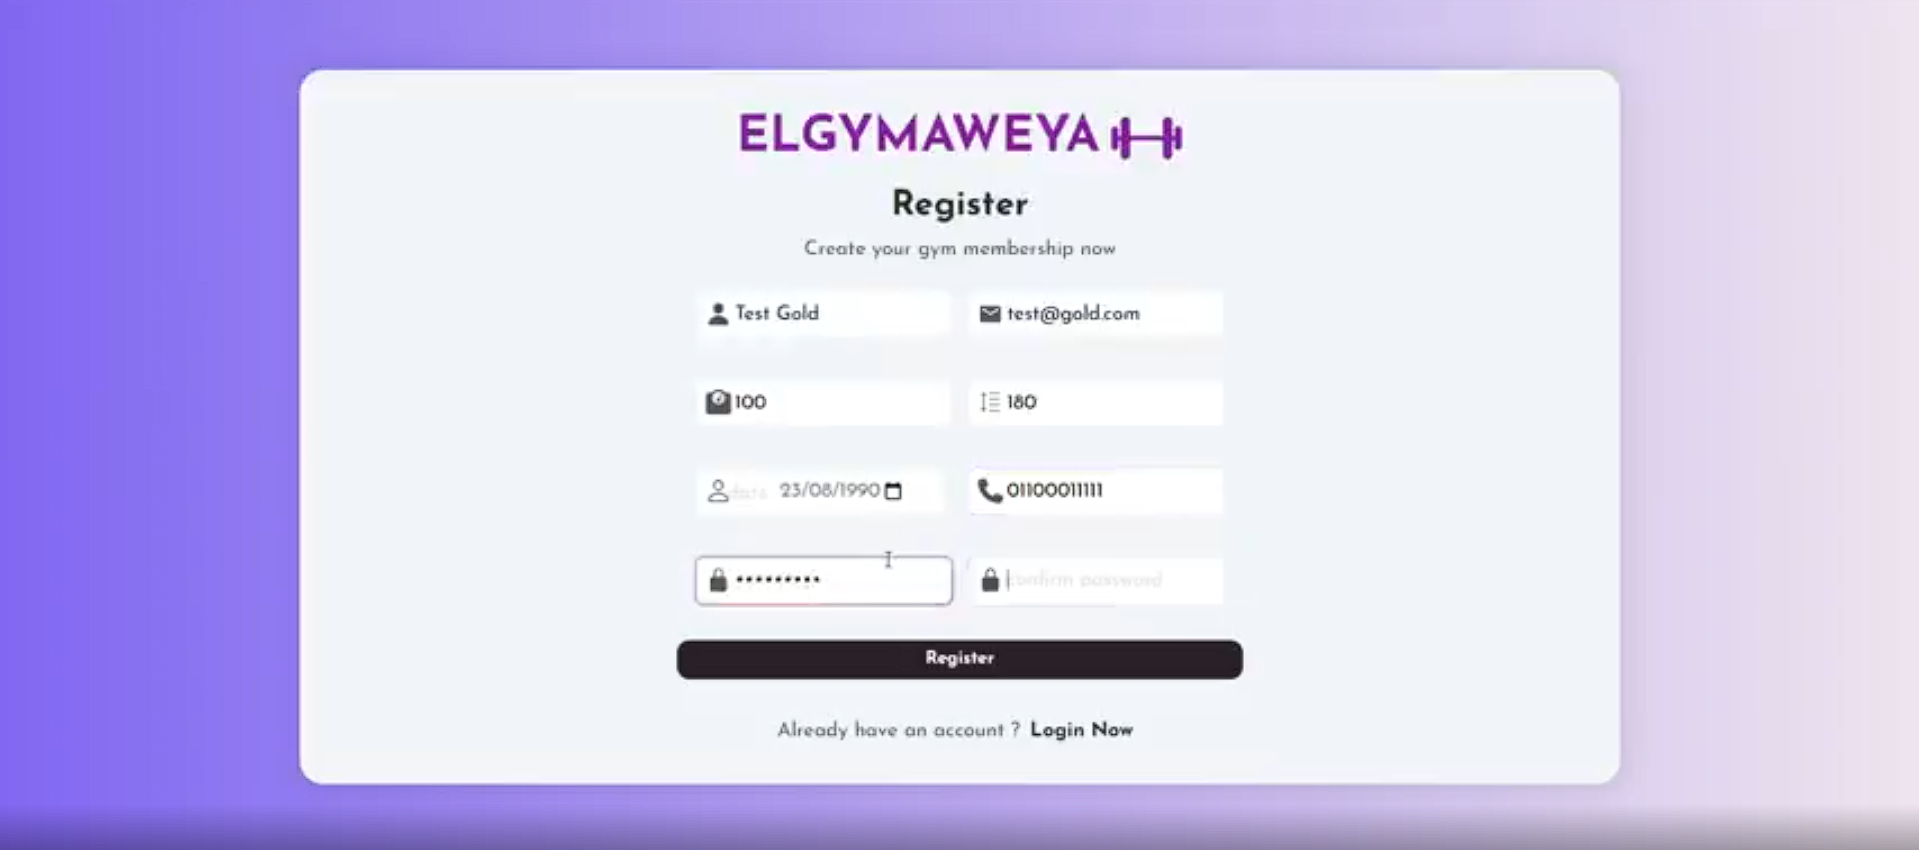 ELGYMAWEYA
Register
Create your gym membership now
Test Gold
test@gold.com
100
180
date 23/08/1990
01100011111
•••••••••
confirm password
Register
Already have an account ? Login Now